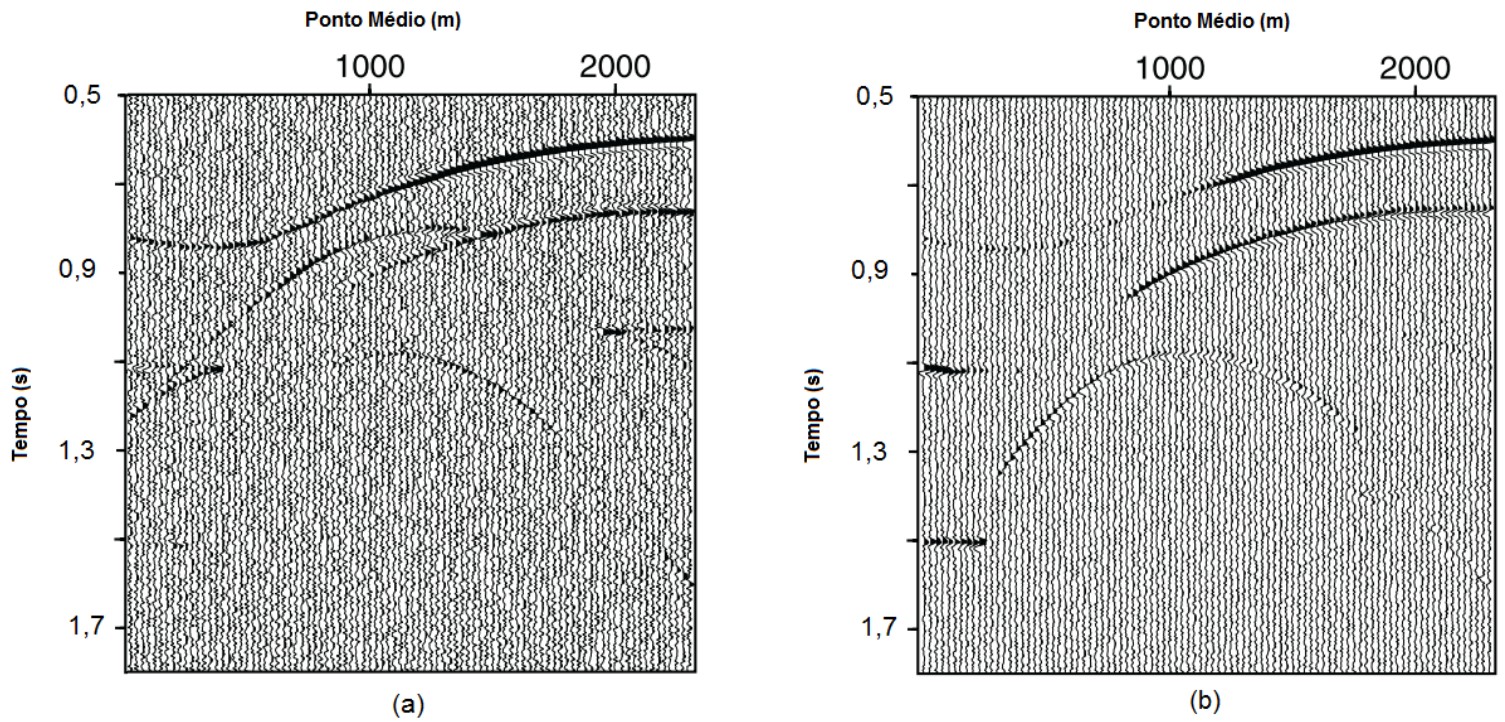 Ponto Médio (m)
1000 2000
0,5
0,9
1,3
1,7
Tempo (s)
(a)
Ponto Médio (m)
1000 2000
0,5
0,9
1,3
1,7
Tempo (s)
(b)